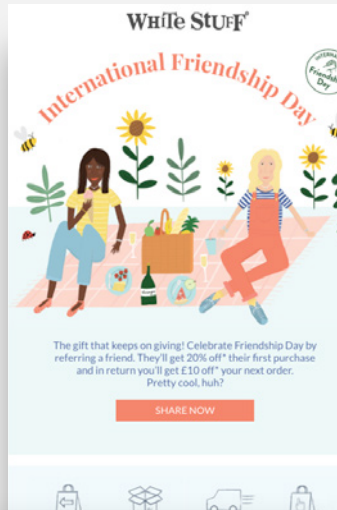 WHiTe STuFF
International Friendship Day
Friendship
Day
The gift that keeps on giving! Celebrate Friendship Day by
referring a friend. They'll get 20% off* their first purchase
and in return you'll get £10 off* your next order.
Pretty cool, huh?
SHARE NOW